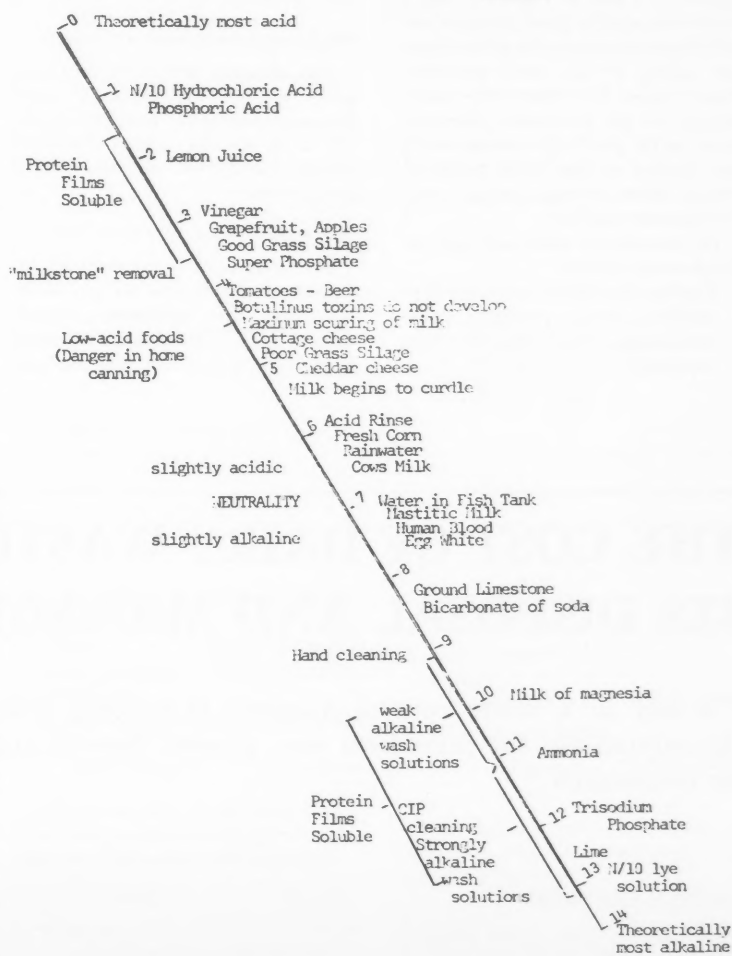 0 Theoretically most acid
1 N/10 Hydrochloric Acid
Phosphoric Acid
2 Lemon Juice
Protein
Films
Soluble
3 Vinegar
Grapefruit, Apples
Good Grass Silage
Super Phosphate
"milkstone" removal
4 Tomatoes - Beer
Botulinus toxins do not develop
Maximum scuring of milk
Cottage cheese
Low-acid foods
(Danger in home
canning)
Poor Grass Silage
5 Cheddar cheese
Milk begins to curdle
6 Acid Rinse
Fresh Corn
Rainwater
Cows Milk
slightly acidic
NEUTRALITY
7 Water in Fish Tank
Mastitic Milk
Human Blood
Egg White
slightly alkaline
8 Ground Limestone
Bicarbonate of soda
9
Hand cleaning
10 Milk of magnesia
weak
alkaline
wash
solutions
11 Ammonia
Protein
Films
Soluble
CIP
cleaning
Strongly
alkaline
wash
solutions
12 Trisodium
Phosphate
Lime
13 N/10 lye
solution
14
Theoretically
most alkaline